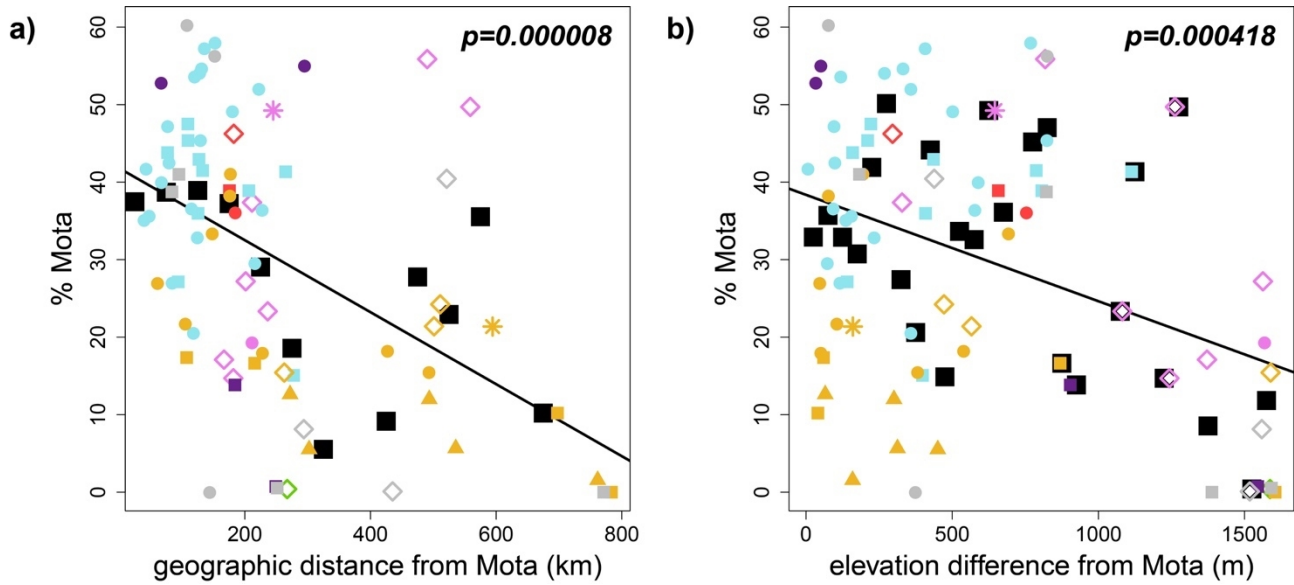 a)
p=0.000008
% Mota
60
50
40
30
20
10
0
200 400 600 800
geographic distance from Mota (km)
b)
p=0.000418
% Mota
60
50
40
30
20
10
0
0 500 1000 1500
elevation difference from Mota (m)